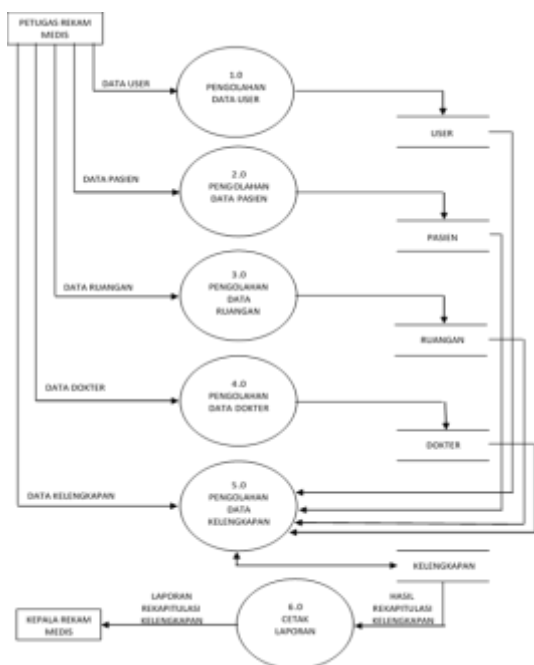 PETUGAS REKAM
MEDIS
DATA USER
1.0
PENGOLAHAN
DATA USER
USER
DATA PASIEN
2.0
PENGOLAHAN
DATA PASIEN
PASIEN
DATA RUANGAN
3.0
PENGOLAHAN
DATA
RUANGAN
RUANGAN
DATA DOKTER
4.0
PENGOLAHAN
DATA DOKTER
DOKTER
DATA KELENGKAPAN
5.0
PENGOLAHAN
DATA
KELENGKAPAN
KELENGKAPAN
KEPALA REKAM
MEDIS
LAPORAN
REKAPITULASI
KELENGKAPAN
6.0
CETAK
LAPORAN
HASIL
REKAPITULASI
KELENGKAPAN